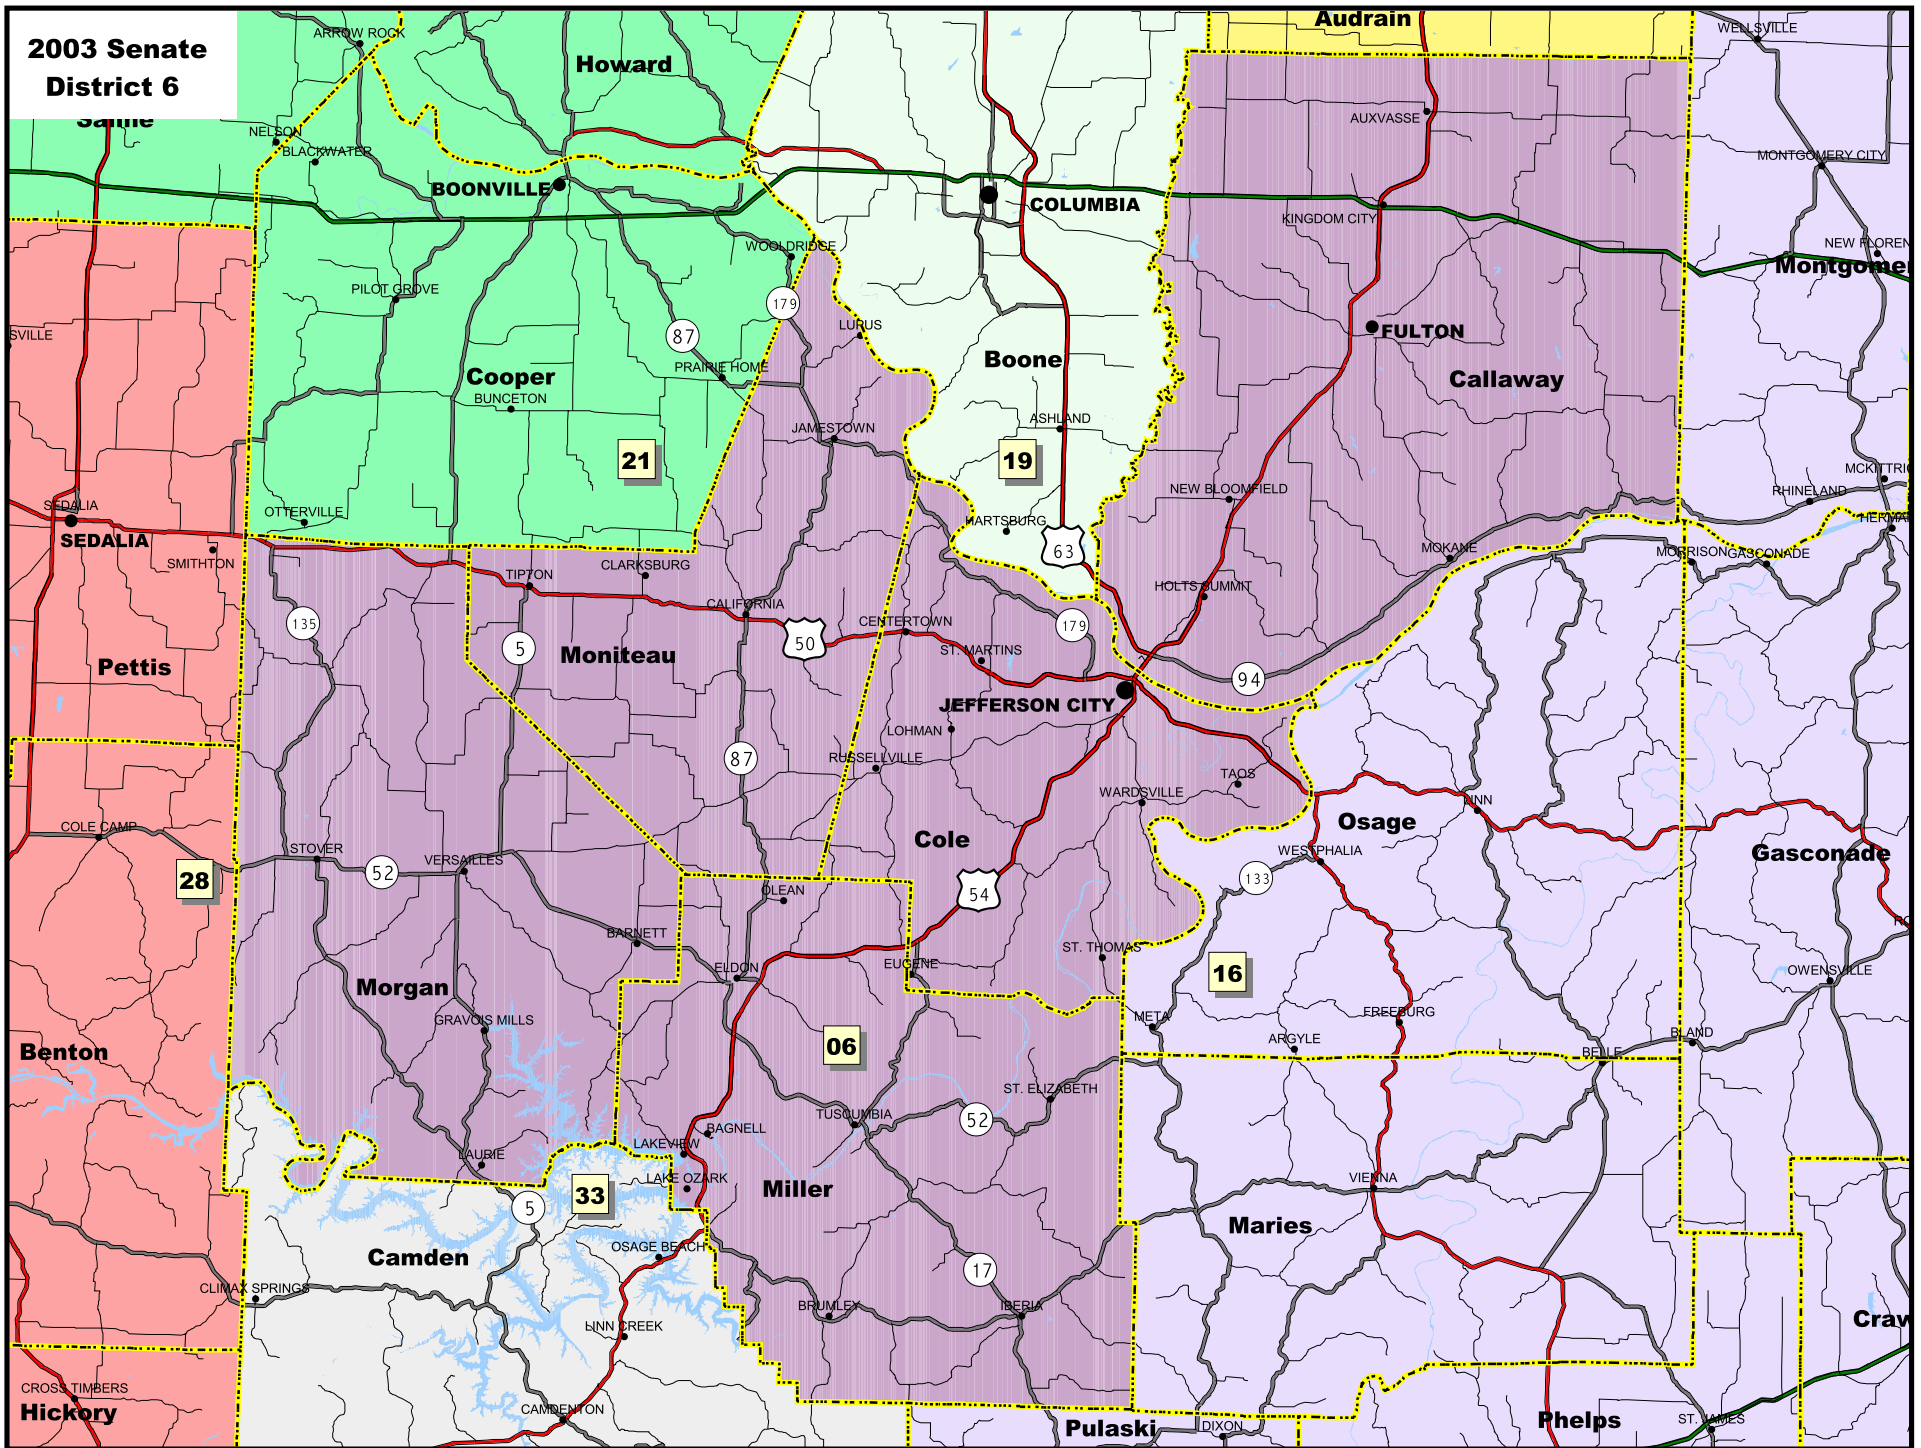 2003 Senate
District 6
Audrain
ARROW ROCK
WELLSVILLE
Howard
AUXVASSE
Saline
NELSON
BLACKWATER
MONTGOMERY CITY
BOONVILLE
COLUMBIA
KINGDOM CITY
WOOLDRIDGE
NEW FLOREN
Montgomer
PILOT GROVE
179
SVILLE
LUPUS
87
FULTON
Boone
PRAIRIE HOME
Cooper
Callaway
BUNCETON
ASHLAND
JAMESTOWN
21
19
MCKITTRIC
NEW BLOOMFIELD
RHINELAND
SEDALIA
OTTERVILLE
HARTSBURG
HERMAN
SEDALIA
63
MOKANE
SMITHTON
MORRISON
GASCONADE
CLARKSBURG
TIPTON
HOLTS SUMMIT
CALIFORNIA
135
CENTERTOWN
179
5
50
ST. MARTINS
Pettis
Moniteau
94
JEFFERSON CITY
LOHMAN
87
RUSSELLVILLE
TAOS
WARDSVILLE
LINN
COLE CAMP
Osage
Cole
STOVER
VERSAILLES
WESTPHALIA
Gasconade
28
52
133
OLEAN
54
RO
BARNETT
ST. THOMAS
ELDON
EUGENE
16
OWENSVILLE
Morgan
FREEBURG
GRAVOIS MILLS
META
BLAND
ARGYLE
06
Benton
BELLE
ST. ELIZABETH
TUSCUMBIA
52
BAGNELL
LAKEVIEW
LAURIE
VIENNA
LAKE OZARK
33
Miller
5
Maries
OSAGE BEACH
Camden
17
CLIMAX SPRINGS
BRUMLEY
IBERIA
Craw
LINN CREEK
CROSS TIMBERS
Hickory
CAMDENTON
Pulaski
DIXON
Phelps
ST. JAMES